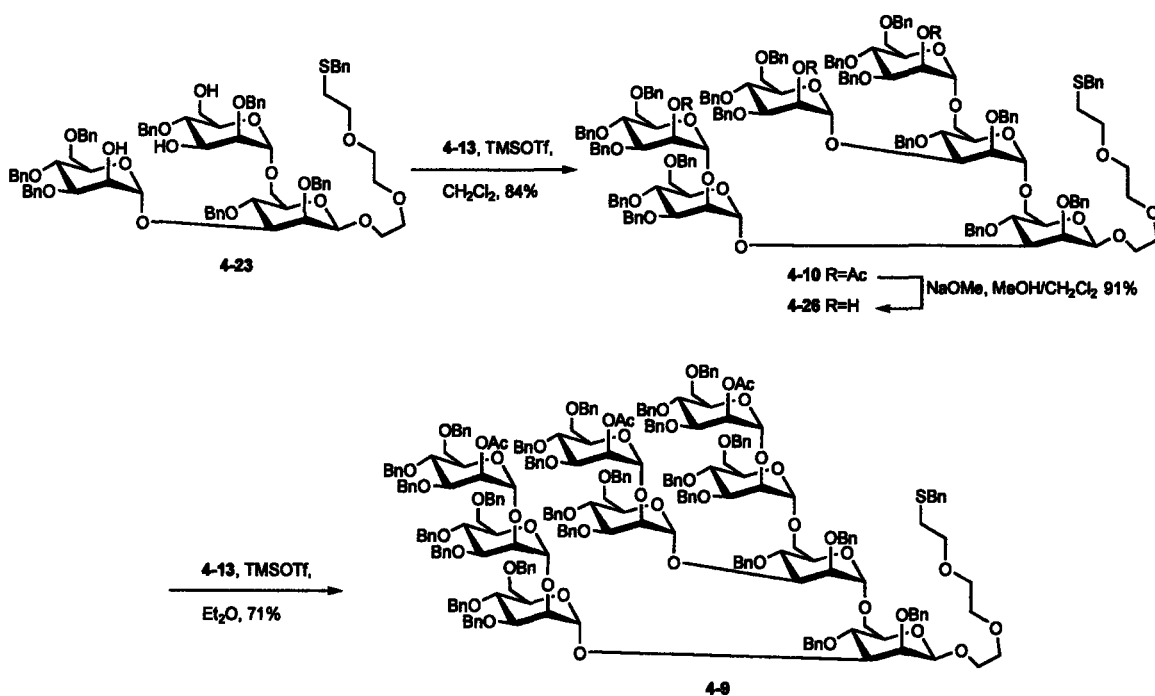 OBn
OR
BnO O
BnO
BnO
OBn
OR
BnO O
BnO
O
SBn
OBn
OR
BnO O
BnO
O
OBn
BnO O
O
OBn
O
BnO O
BnO
O
O
OBn
BnO O
O
O
BnO O
4-10 R=Ac
4-26 R=H
NaOMe, MeOH/CH₂Cl₂ 91%
SBn
OH
OBn
BnO O
HO
OBn
OH
BnO O
BnO
O
O
O
OBn
BnO O
O
O
4-23
4-13, TMSOTf,
CH₂Cl₂, 84%
OBn
OAc
BnO O
BnO
OBn
OAc
BnO O
BnO
OBn
O
BnO O
BnO
OBn
OAc
BnO O
BnO
OBn
O
BnO O
BnO
O
OBn
BnO O
O
O
OBn
O
BnO O
BnO
OBn
O
BnO O
BnO
O
OBn
BnO O
O
O
O
SBn
4-13, TMSOTf,
Et₂O, 71%
4-9